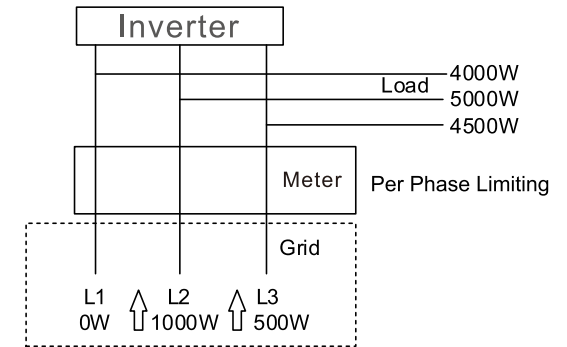 Inverter
4000W
Load
5000W
4500W
Meter
Per Phase Limiting
Grid
L1 L2 L3
0W 1000W 500W